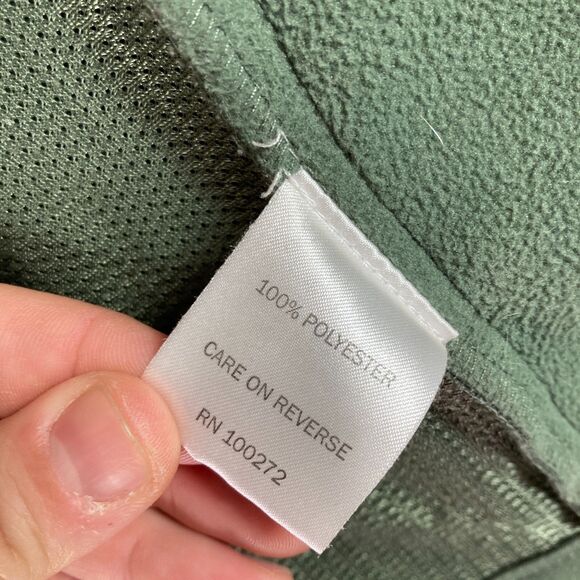 100% POLYESTER
CARE ON REVERSE
RN 100272